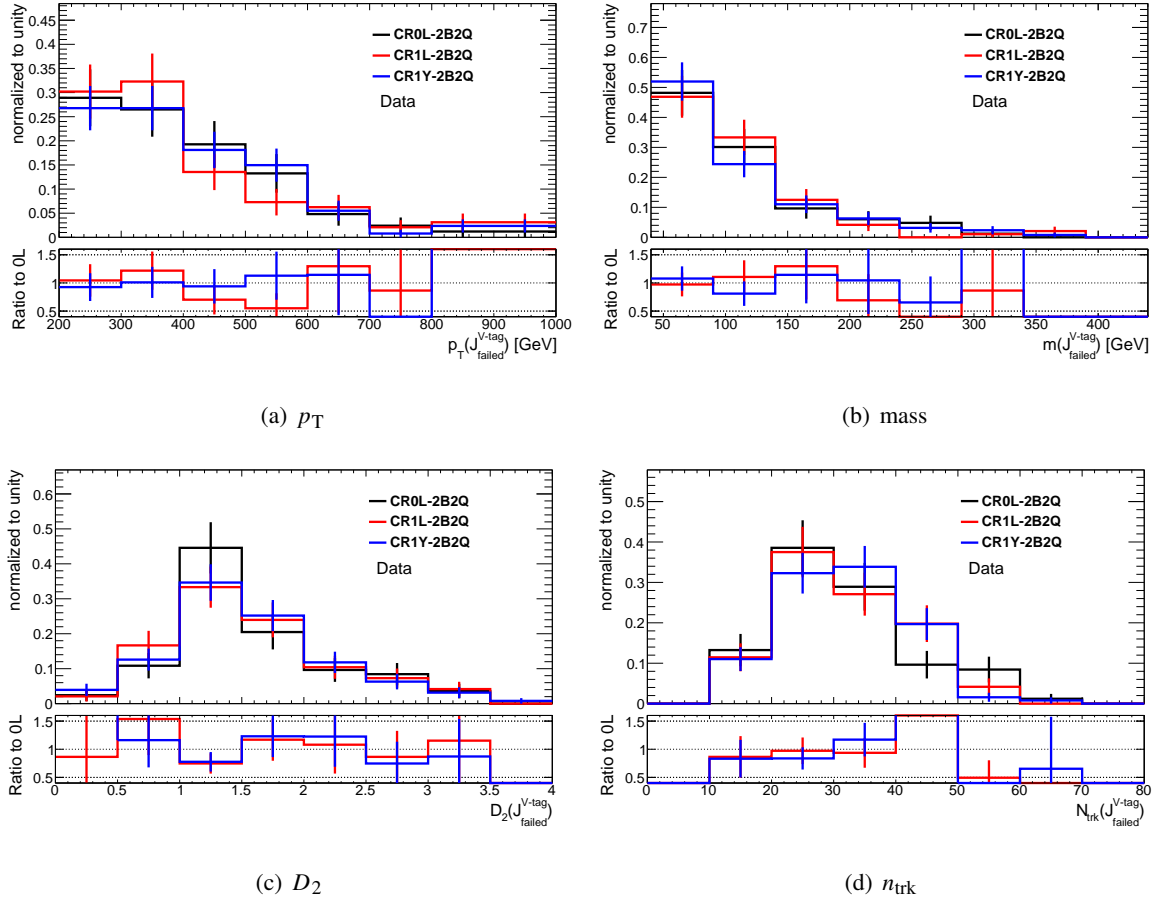 normalized to unity
0.45
0.4
0.35
0.3
0.25
0.2
0.15
0.1
0.05
0
CR0L-2B2Q
CR1L-2B2Q
CR1Y-2B2Q
Data
Ratio to 0L
1.5
1
0.5
200 300 400 500 600 700 800 900 1000
p_T(J^V-tag_failed) [GeV]
(a) p_T
normalized to unity
0.7
0.6
0.5
0.4
0.3
0.2
0.1
0
CR0L-2B2Q
CR1L-2B2Q
CR1Y-2B2Q
Data
Ratio to 0L
1.5
1
0.5
50 100 150 200 250 300 350 400
m(J^V-tag_failed) [GeV]
(b) mass
normalized to unity
0.6
0.5
0.4
0.3
0.2
0.1
0
CR0L-2B2Q
CR1L-2B2Q
CR1Y-2B2Q
Data
Ratio to 0L
1.5
1
0.5
0 0.5 1 1.5 2 2.5 3 3.5 4
D_2(J^V-tag_failed)
(c) D_2
normalized to unity
0.5
0.4
0.3
0.2
0.1
0
CR0L-2B2Q
CR1L-2B2Q
CR1Y-2B2Q
Data
Ratio to 0L
1.5
1
0.5
0 10 20 30 40 50 60 70 80
N_trk(J^V-tag_failed)
(d) n_trk